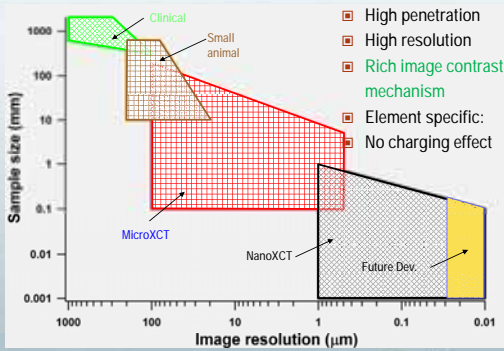 High penetration
High resolution
Rich image contrast
mechanism
Element specific:
No charging effect
Clinical
Small
animal
MicroXCT
NanoXCT
Future Dev.
Sample size (mm)
1000
100
10
1
0.1
0.01
0.001
1000
100
10
1
0.1
0.01
Image resolution (μm)